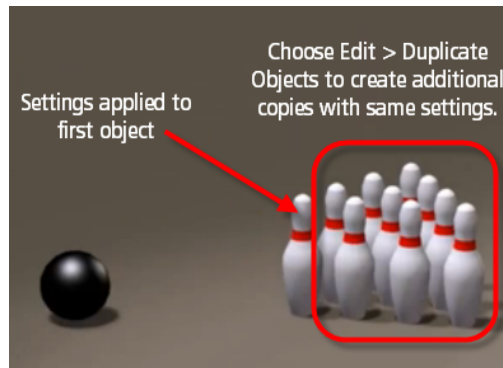 Choose Edit > Duplicate
Objects to create additional
copies with same settings.
Settings applied to
first object